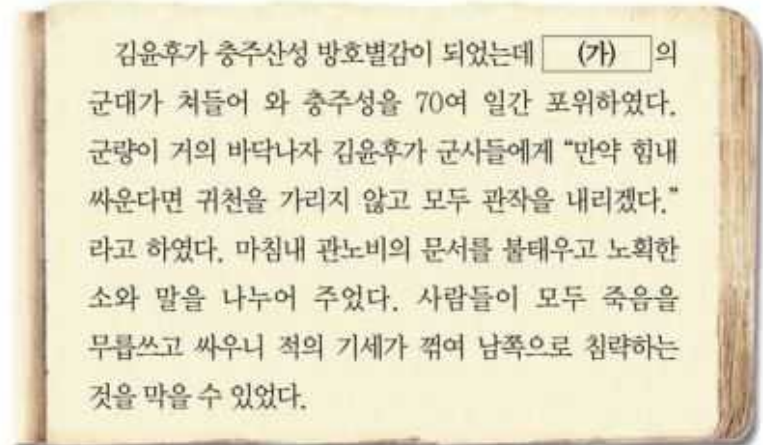 김윤후가 충주산성 방호별감이 되었는데 (가) 의
군대가 쳐들어 와 충주성을 70여 일간 포위하였다.
군량이 거의 바닥나자 김윤후가 군사들에게 “만약 힘내
싸운다면 귀천을 가리지 않고 모두 관작을 내리겠다.”
라고 하였다. 마침내 관노비의 문서를 불태우고 노획한
소와 말을 나누어 주었다. 사람들이 모두 죽음을
무릅쓰고 싸우니 적의 기세가 꺾여 남쪽으로 침략하는
것을 막을 수 있었다.